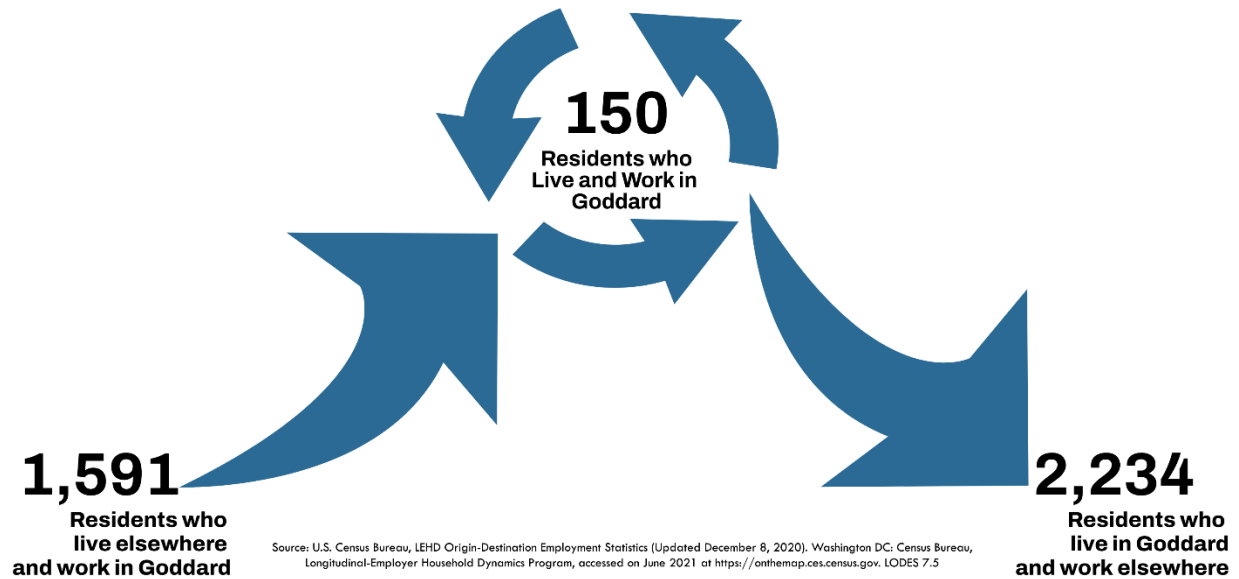 150
Residents who
Live and Work in
Goddard
1,591
Residents who
live elsewhere
and work in Goddard
2,234
Residents who
live in Goddard
and work elsewhere
Source: U.S. Census Bureau, LEHD Origin-Destination Employment Statistics (Updated December 8, 2020). Washington DC: Census Bureau,
Longitudinal-Employer Household Dynamics Program, accessed on June 2021 at https://onthemap.ces.census.gov. LODES 7.5